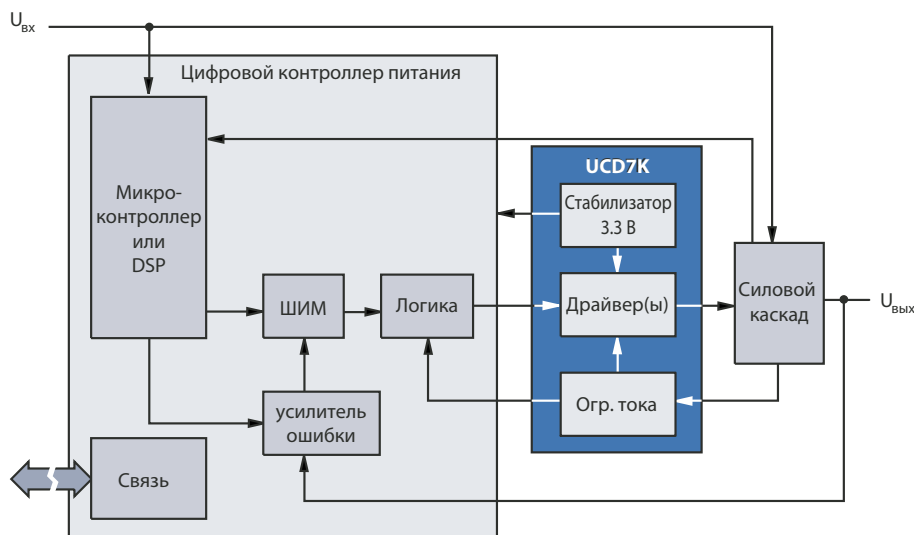 Uвх
Цифровой контроллер питания
Микро-
контроллер
или
DSP
UCD7K
Стабилизатор
3.3 В
ШИМ
Логика
Драйвер(ы)
Силовой
каскад
Uвых
усилитель
ошибки
Огр. тока
Связь